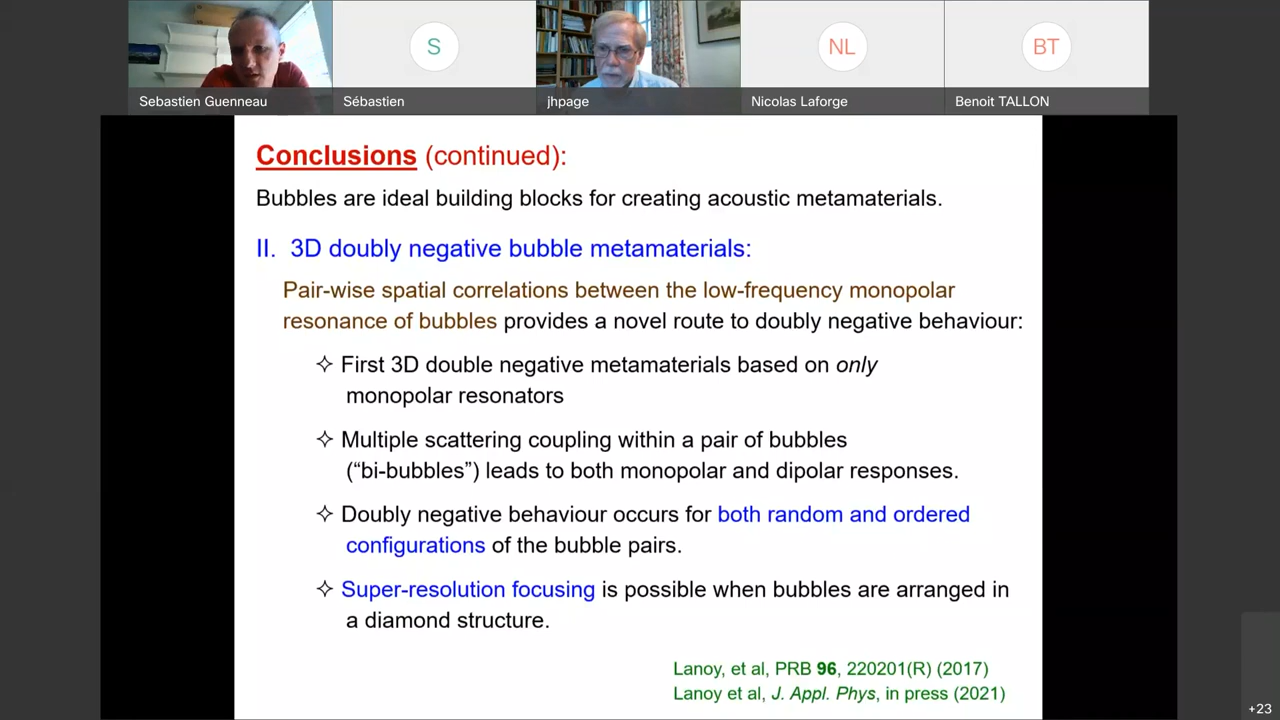 S
NL
BT
Sebastien Guenneau
Sébastien
jhpage
Nicolas Laforge
Benoit TALLON
Conclusions (continued):
Bubbles are ideal building blocks for creating acoustic metamaterials.
II. 3D doubly negative bubble metamaterials:
Pair-wise spatial correlations between the low-frequency monopolar
resonance of bubbles provides a novel route to doubly negative behaviour:
✧ First 3D double negative metamaterials based on only
monopolar resonators
✧ Multiple scattering coupling within a pair of bubbles
(“bi-bubbles”) leads to both monopolar and dipolar responses.
✧ Doubly negative behaviour occurs for both random and ordered
configurations of the bubble pairs.
✧ Super-resolution focusing is possible when bubbles are arranged in
a diamond structure.
Lanoy, et al, PRB 96, 220201(R) (2017)
Lanoy et al, J. Appl. Phys, in press (2021)
+23